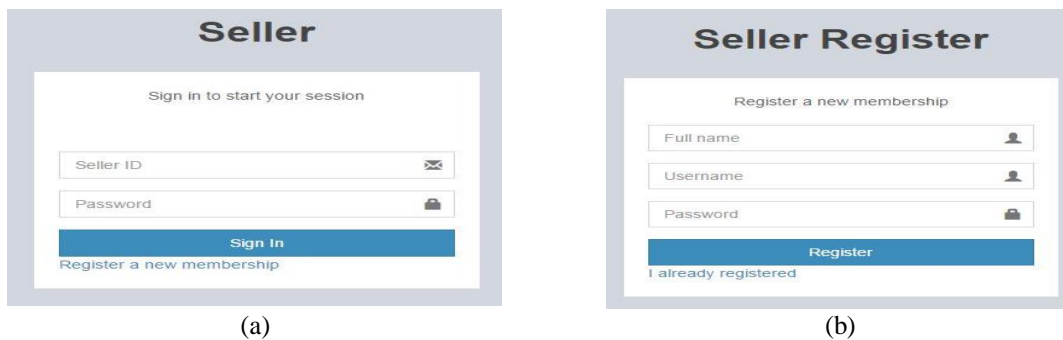 Seller
Sign in to start your session
Seller ID
Password
Sign In
Register a new membership
(a)
Seller Register
Register a new membership
Full name
Username
Password
Register
I already registered
(b)